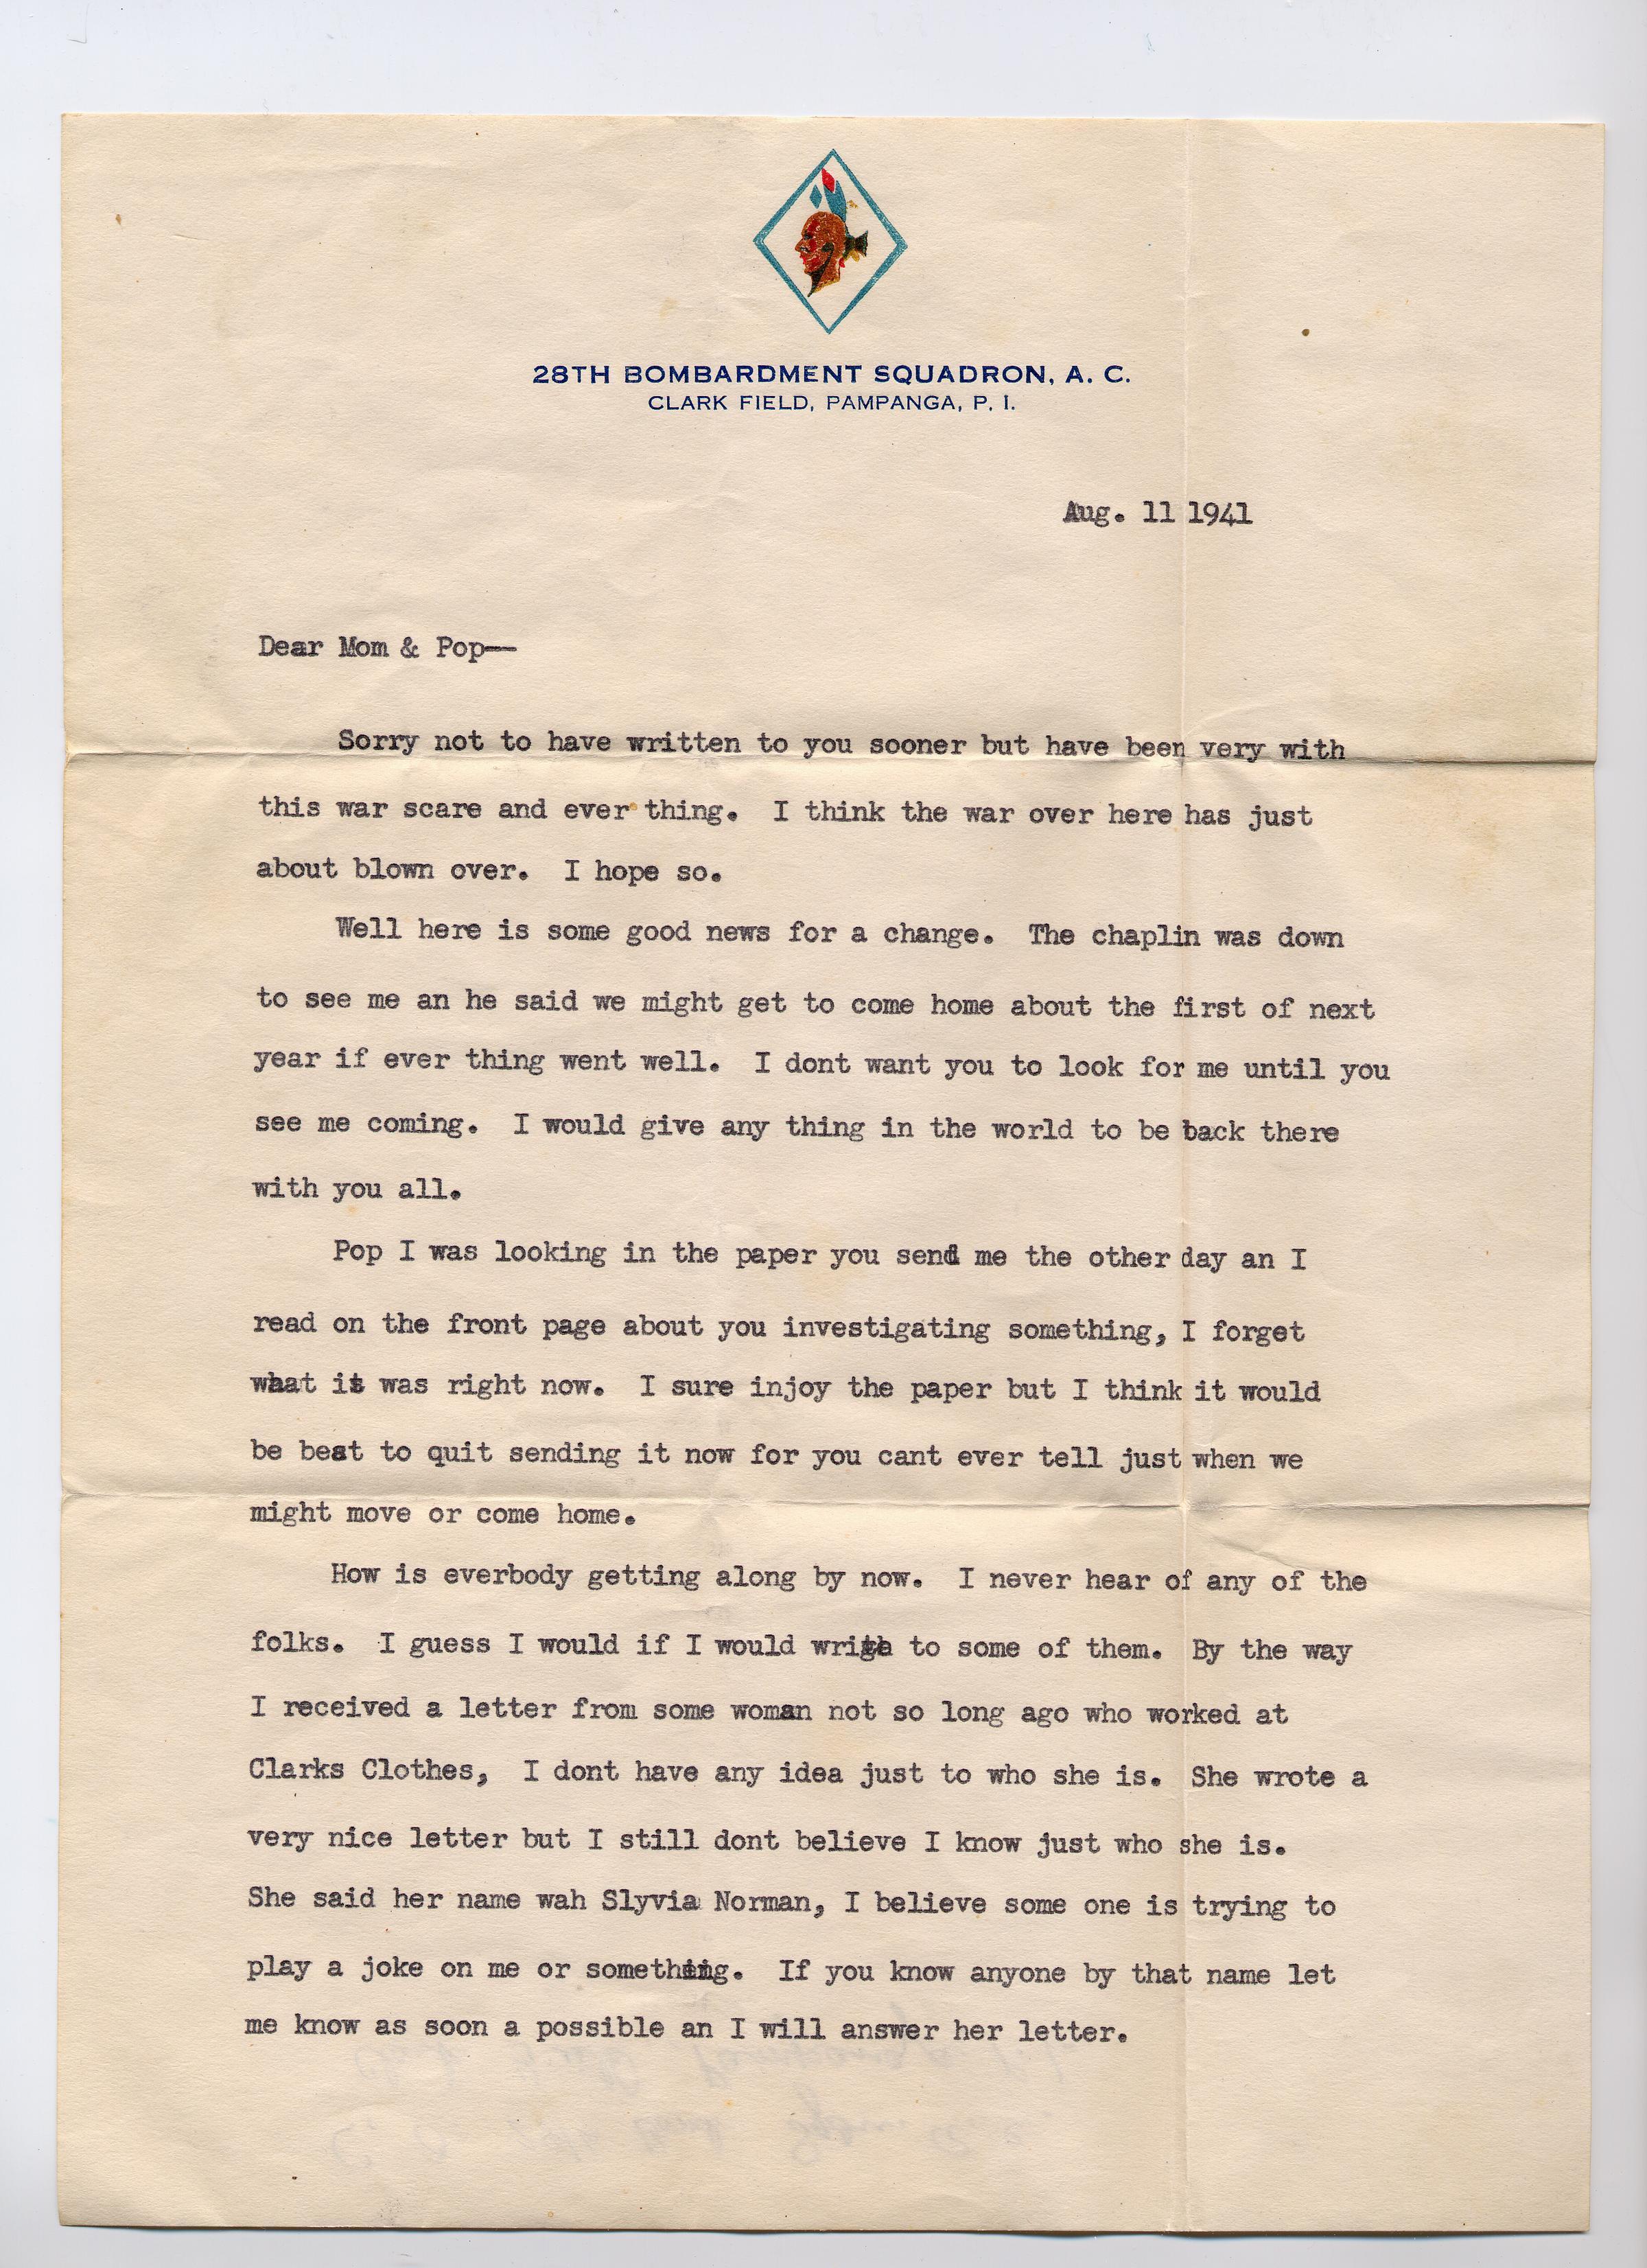 28TH BOMBARDMENT SQUADRON, A. C.
CLARK FIELD, PAMPANGA, P. I.
Aug. 11 1941
Dear Mom & Pop—
Sorry not to have written to you sooner but have been very with
this war scare and ever thing. I think the war over here has just
about blown over. I hope so.
Well here is some good news for a change. The chaplin was down
to see me an he said we might get to come home about the first of next
year if ever thing went well. I dont want you to look for me until you
see me coming. I would give any thing in the world to be back there
with you all.
Pop I was looking in the paper you send me the other day an I
read on the front page about you investigating something, I forget
what it was right now. I sure injoy the paper but I think it would
be best to quit sending it now for you cant ever tell just when we
might move or come home.
How is everbody getting along by now. I never hear of any of the
folks. I guess I would if I would write to some of them. By the way
I received a letter from some woman not so long ago who worked at
Clarks Clothes, I dont have any idea just to who she is. She wrote a
very nice letter but I still dont believe I know just who she is.
She said her name wah Slyvia Norman, I believe some one is trying to
play a joke on me or something. If you know anyone by that name let
me know as soon a possible an I will answer her letter.